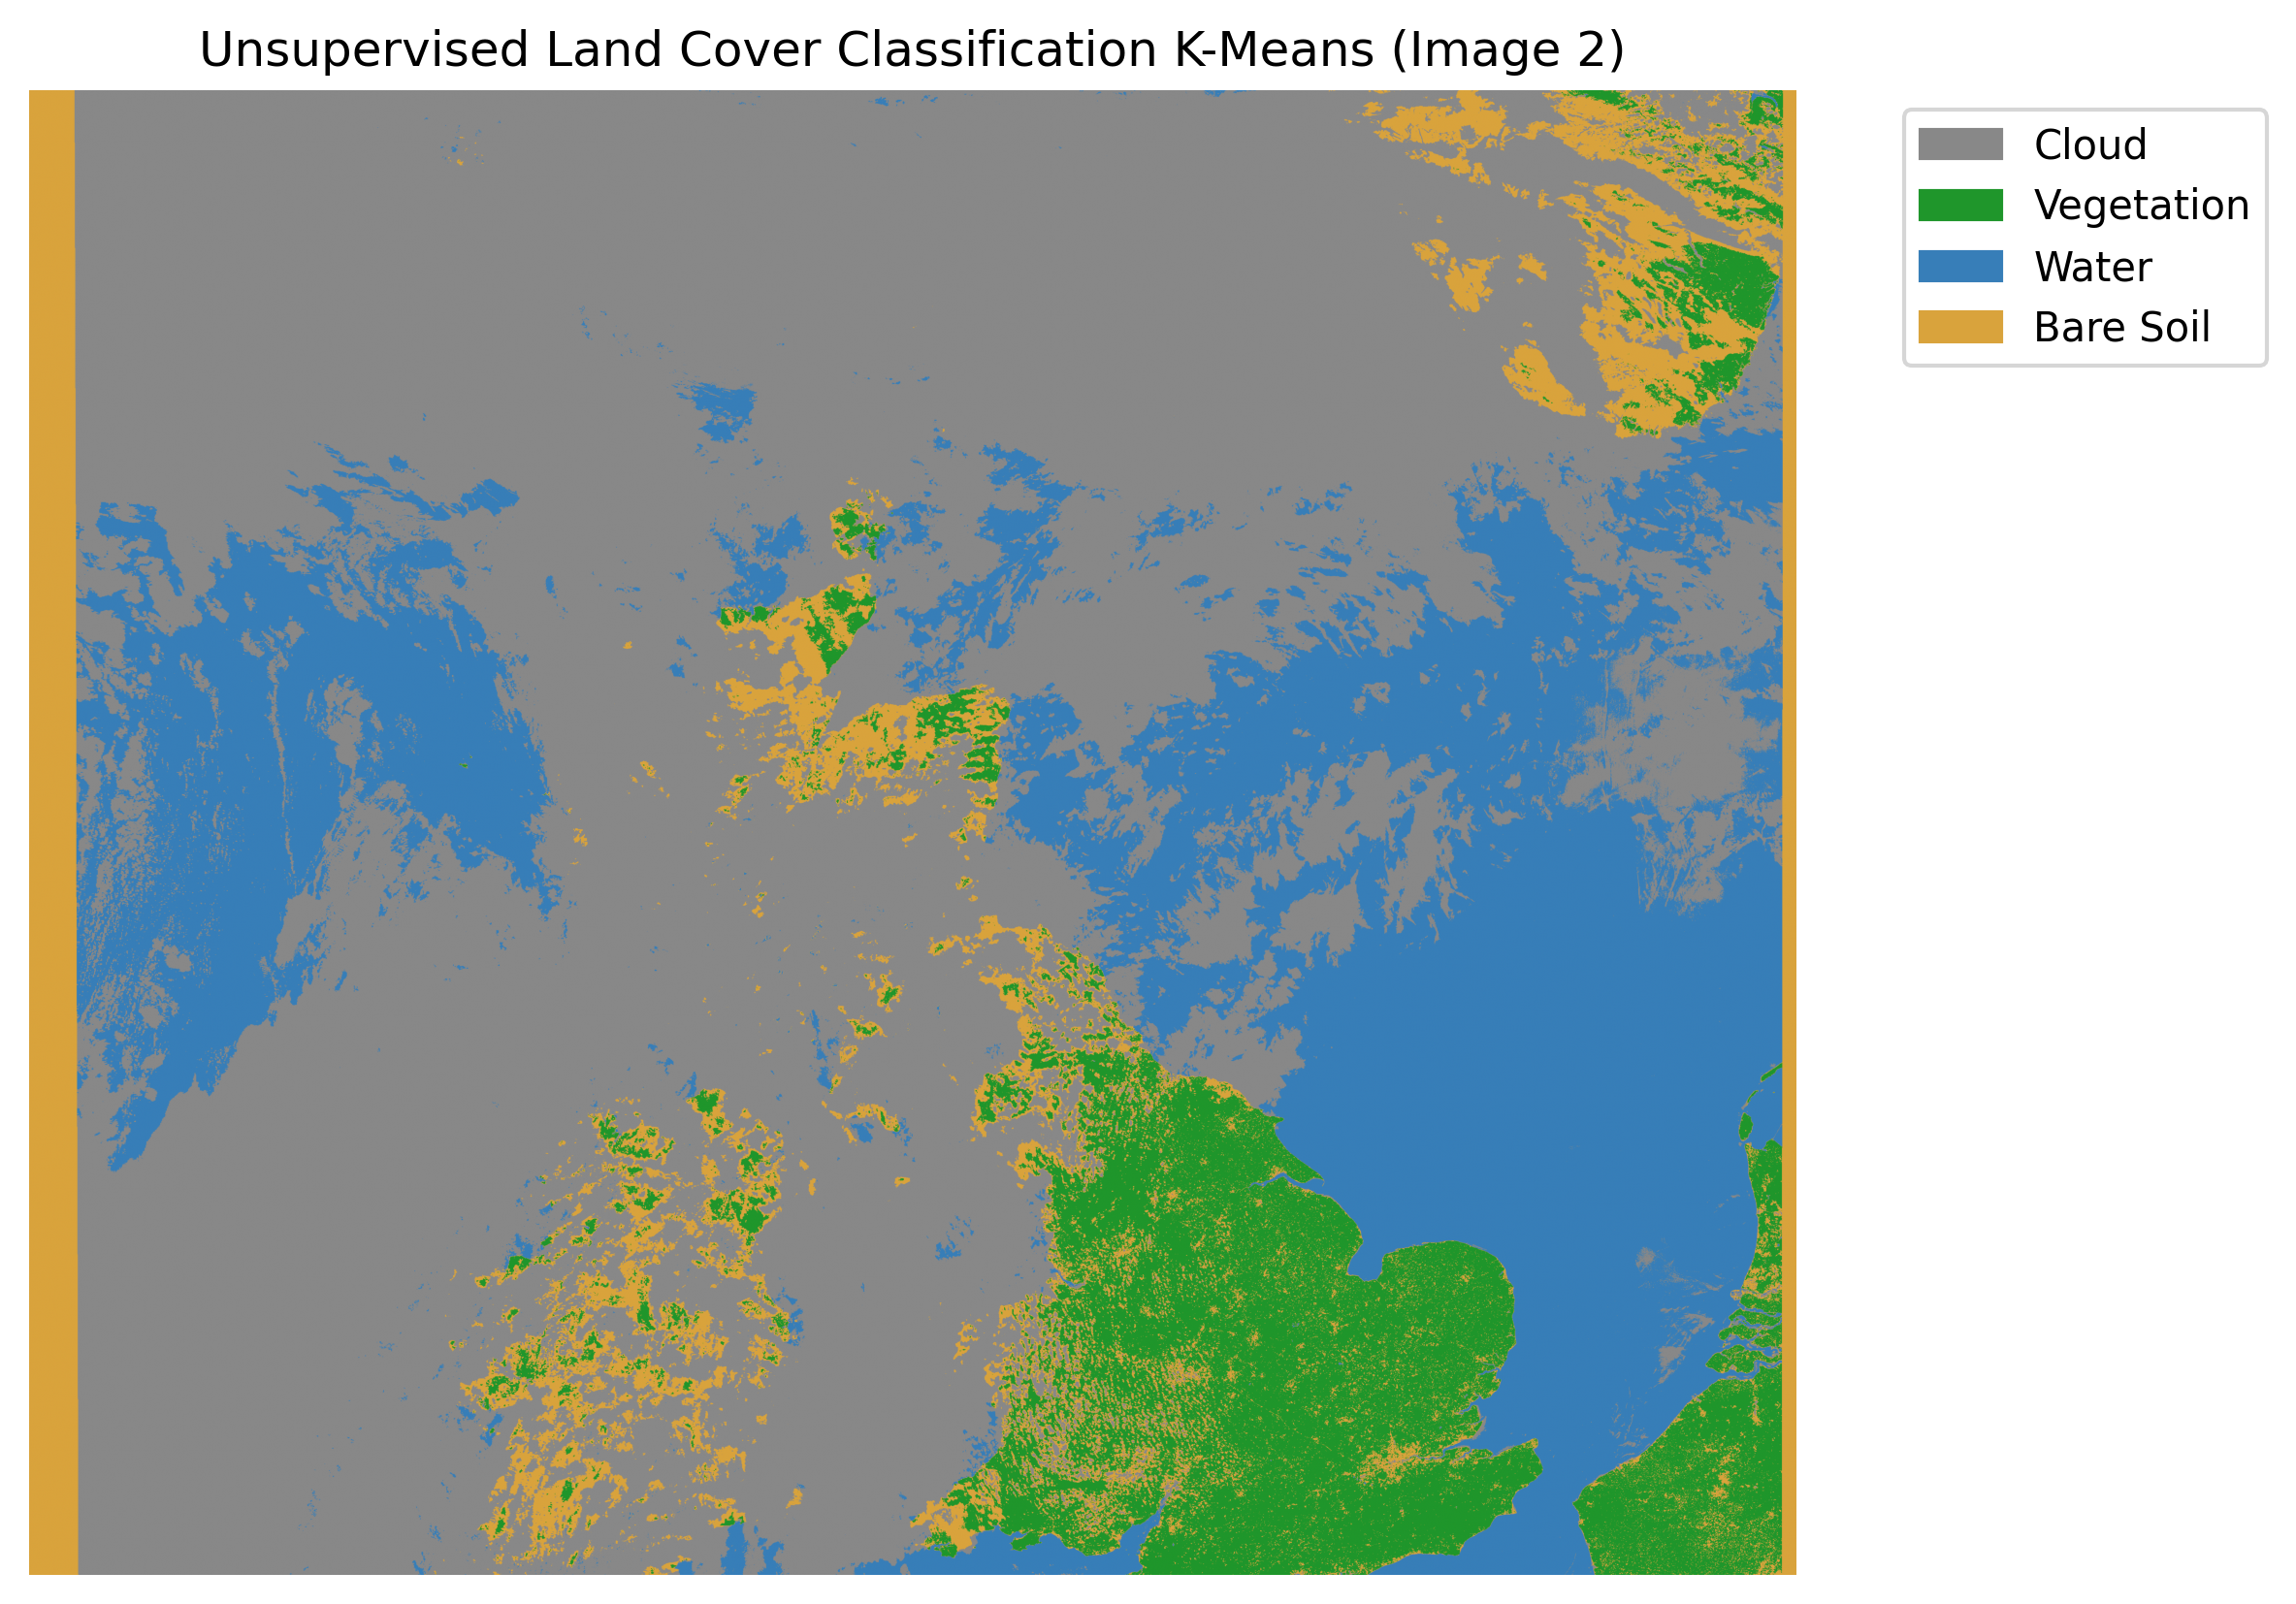 Unsupervised Land Cover Classification K-Means (Image 2)
Cloud
Vegetation
Water
Bare Soil